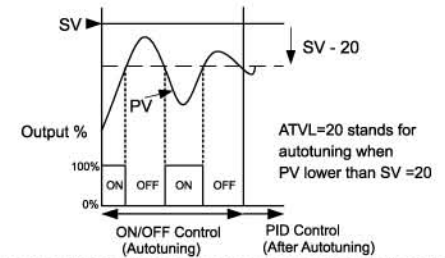 SV
SV - 20
PV
Output %
ATVL=20 stands for
autotuning when
PV lower than SV =20
100%
ON
OFF
ON
OFF
0%
ON/OFF Control
(Autotuning)
PID Control
(After Autotuning)